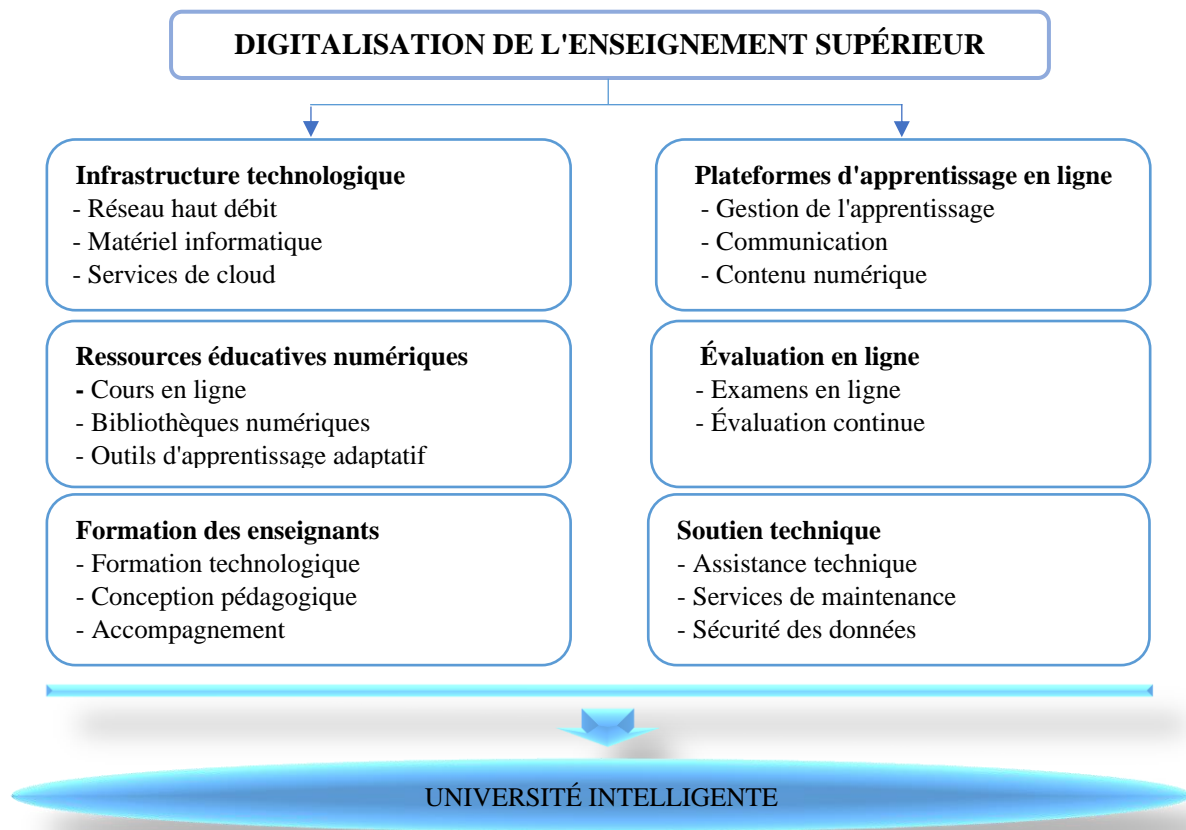 DIGITALISATION DE L'ENSEIGNEMENT SUPÉRIEUR
Infrastructure technologique
- Réseau haut débit
- Matériel informatique
- Services de cloud
Plateformes d'apprentissage en ligne
- Gestion de l'apprentissage
- Communication
- Contenu numérique
Ressources éducatives numériques
- Cours en ligne
- Bibliothèques numériques
- Outils d'apprentissage adaptatif
Évaluation en ligne
- Examens en ligne
- Évaluation continue
Formation des enseignants
- Formation technologique
- Conception pédagogique
- Accompagnement
Soutien technique
- Assistance technique
- Services de maintenance
- Sécurité des données
UNIVERSITÉ INTELLIGENTE